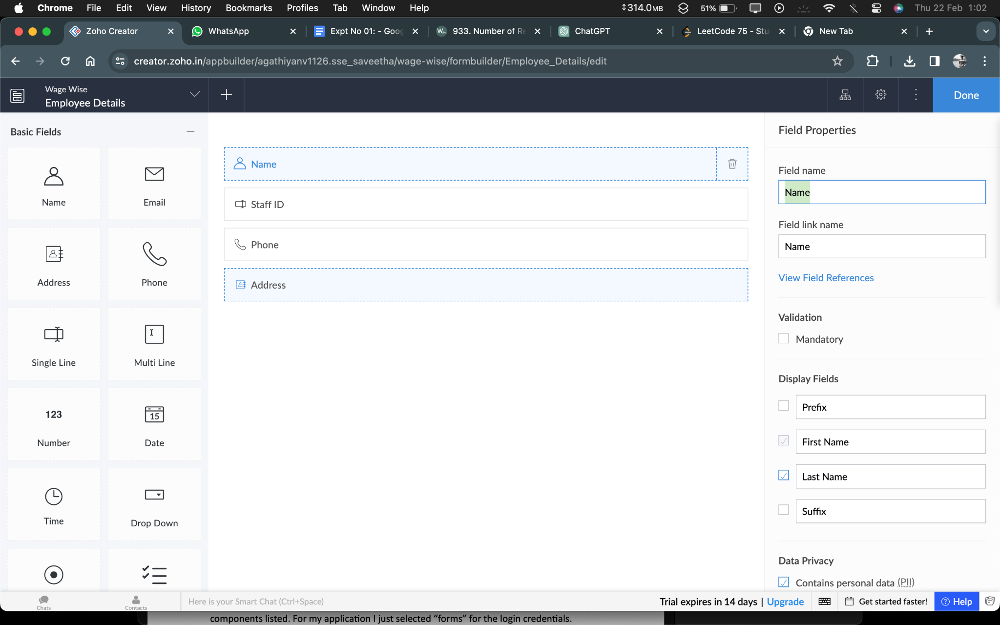 Chrome File Edit View History Bookmarks Profiles Tab Window Help 314.0MB 51% Thu 22 Feb 1:02
Zoho Creator WhatsApp Expt No 01: - Goog 933. Number of Re ChatGPT LeetCode 75 - Stu New Tab
creator.zoho.in/appbuilder/agathiyanv1126.sse_saveetha/wage-wise/formbuilder/Employee_Details/edit
Wage Wise
Employee Details
Done
Basic Fields
Name
Email
Address
Phone
Single Line
Multi Line
123
Number
15
Date
Time
Drop Down
Name
Staff ID
Phone
Address
Field Properties
Field name
Name
Field link name
Name
View Field References
Validation
Mandatory
Display Fields
Prefix
First Name
Last Name
Suffix
Data Privacy
Contains personal data (PII)
Chats
Contacts
Here is your Smart Chat (Ctrl+Space)
Trial expires in 14 days | Upgrade
Get started faster!
Help
components listed. For my application I just selected “forms” for the login credentials.